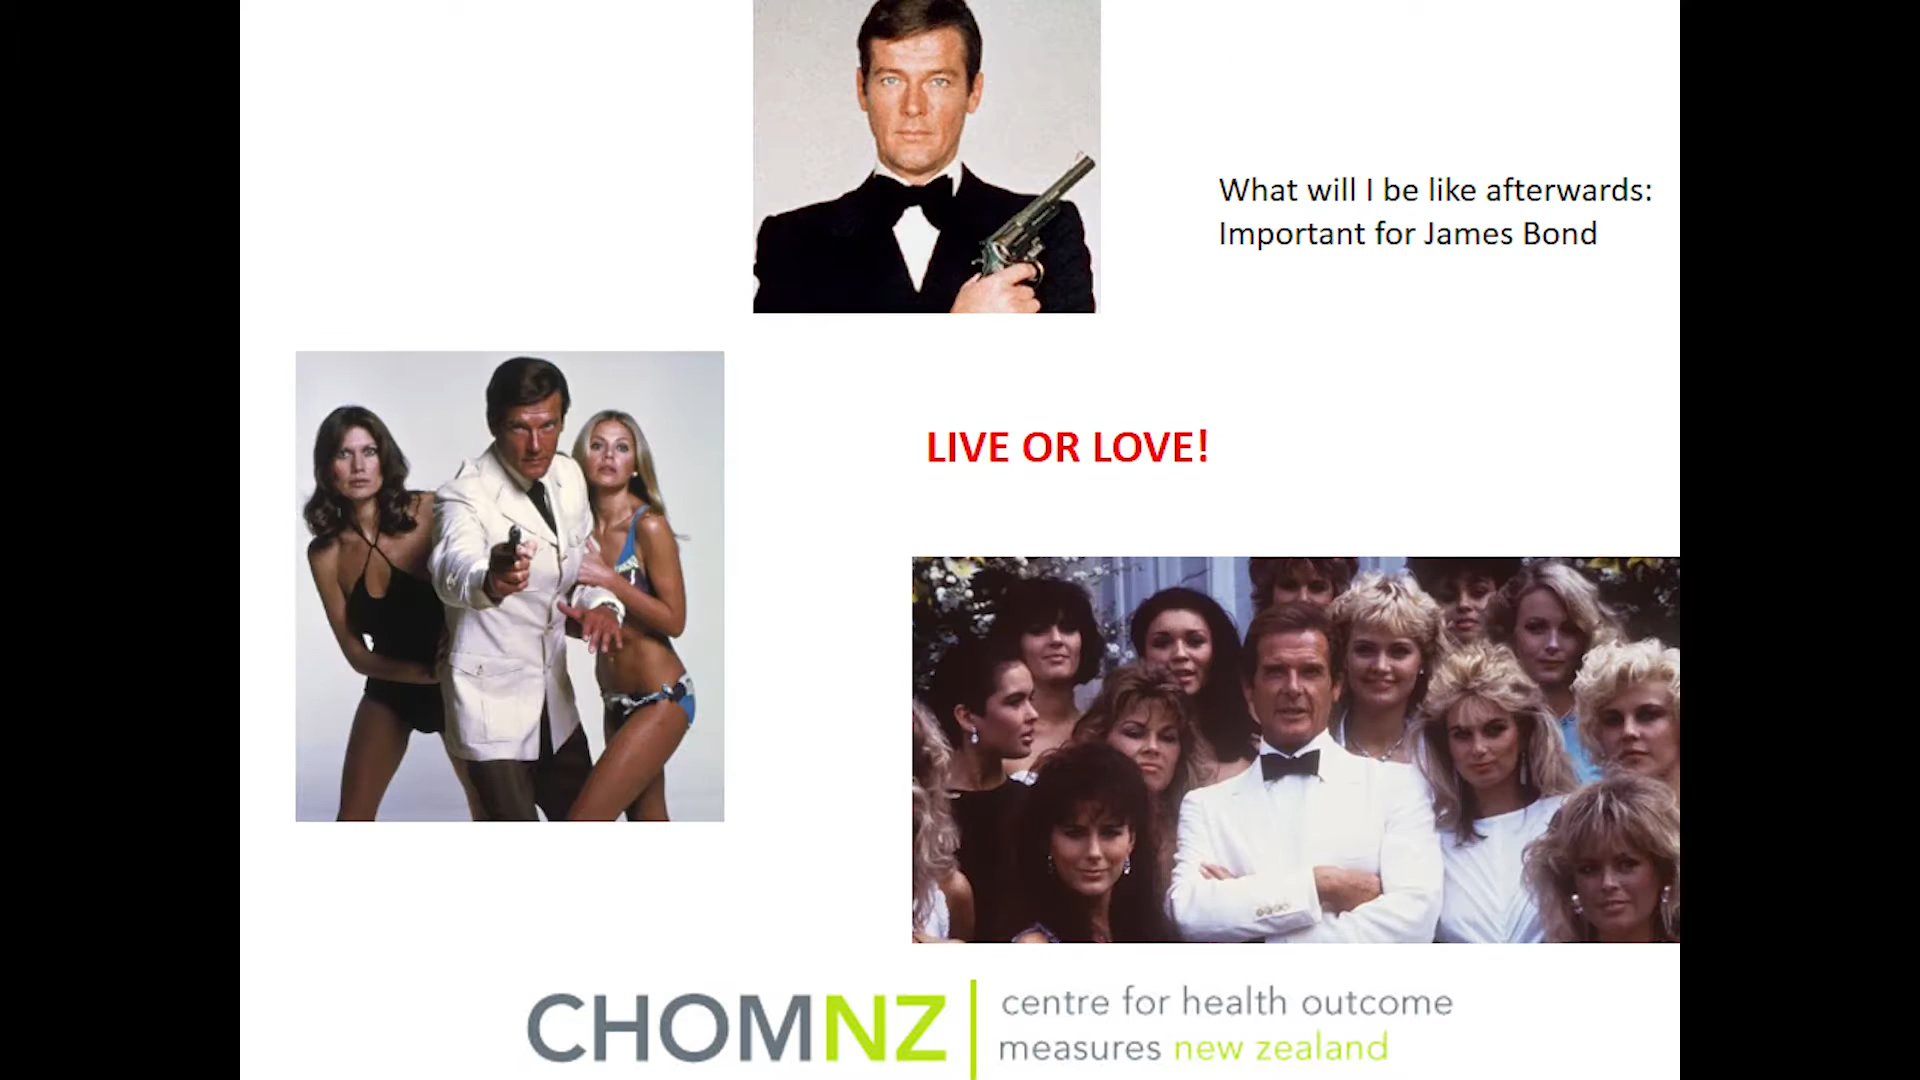 What will I be like afterwards:
Important for James Bond
LIVE OR LOVE!
CHOMNZ
centre for health outcome
measures new zealand